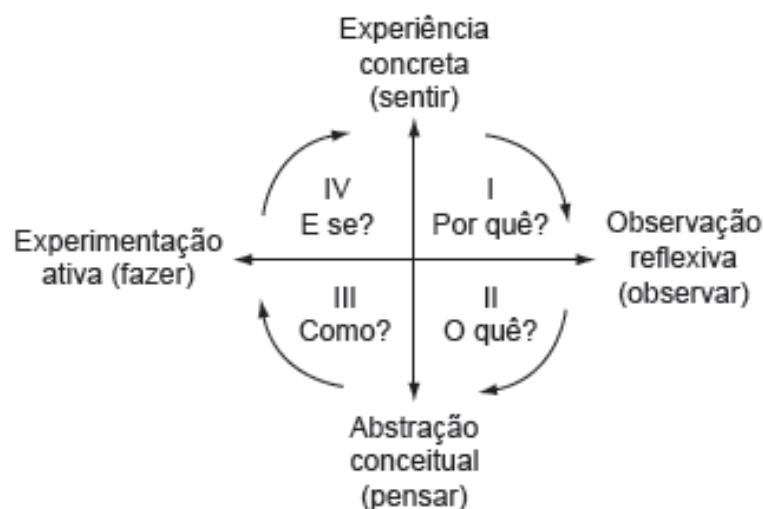 Experiência
concreta
(sentir)
IV
E se?
I
Por quê?
Experimentação
ativa (fazer)
Observação
reflexiva
(observar)
III
Como?
II
O quê?
Abstração
conceitual
(pensar)